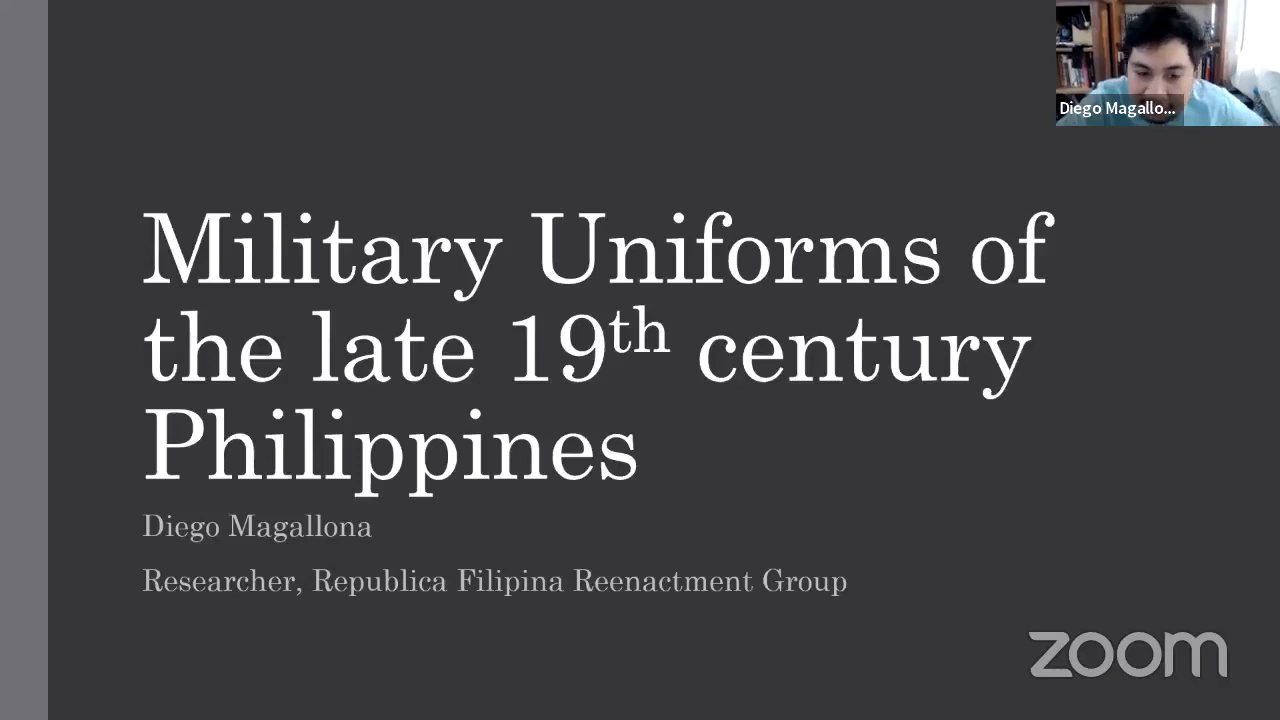 Diego Magallo...
Military Uniforms of
the late 19th century
Philippines
Diego Magallona
Researcher, Republica Filipina Reenactment Group
zoom